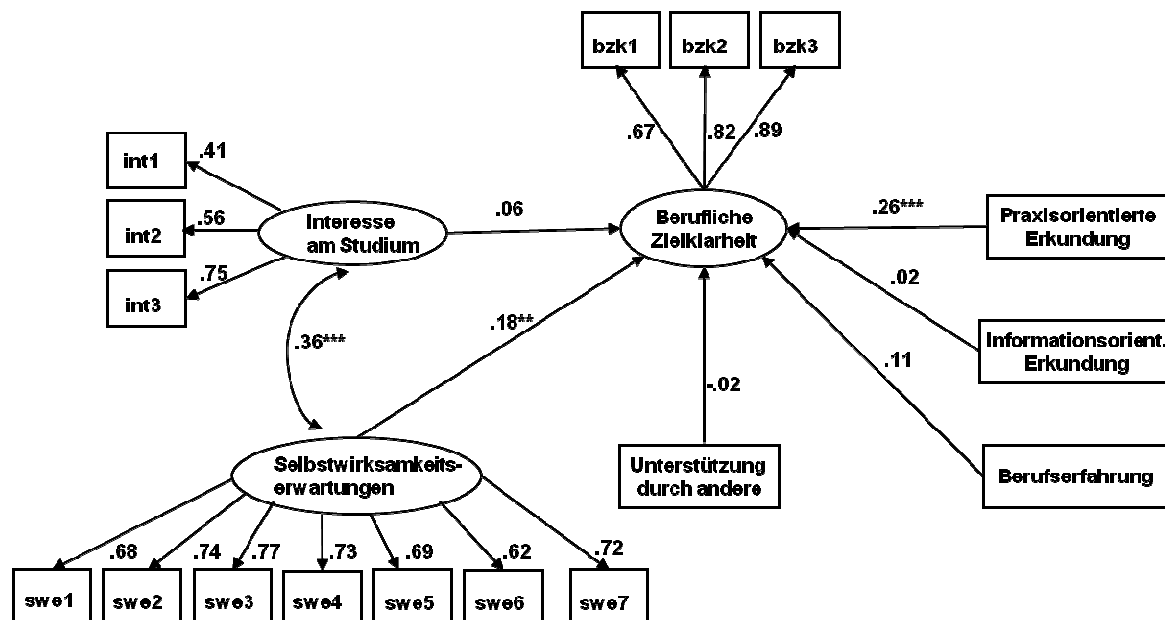 bzk1
bzk2
bzk3
.67
.82
.89
int1
.41
int2
.56
int3
.75
Interesse
am Studium
.06
Berufliche
Zielklarheit
.26***
Praxisorientierte
Erkundung
.02
Informationsorient.
Erkundung
.11
Berufserfahrung
.36***
.18**
-.02
Unterstützung
durch andere
Selbstwirksamkeits-
erwartungen
.68
.74
.77
.73
.69
.62
.72
swe1
swe2
swe3
swe4
swe5
swe6
swe7